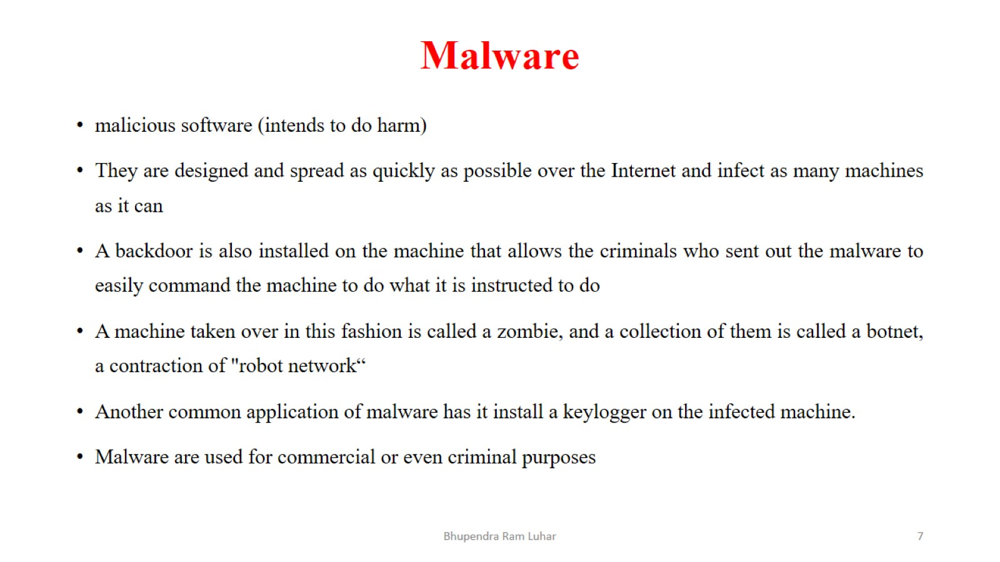 Malware
• malicious software (intends to do harm)
• They are designed and spread as quickly as possible over the Internet and infect as many machines
as it can
• A backdoor is also installed on the machine that allows the criminals who sent out the malware to
easily command the machine to do what it is instructed to do
• A machine taken over in this fashion is called a zombie, and a collection of them is called a botnet,
a contraction of "robot network“
• Another common application of malware has it install a keylogger on the infected machine.
• Malware are used for commercial or even criminal purposes
Bhupendra Ram Luhar
7